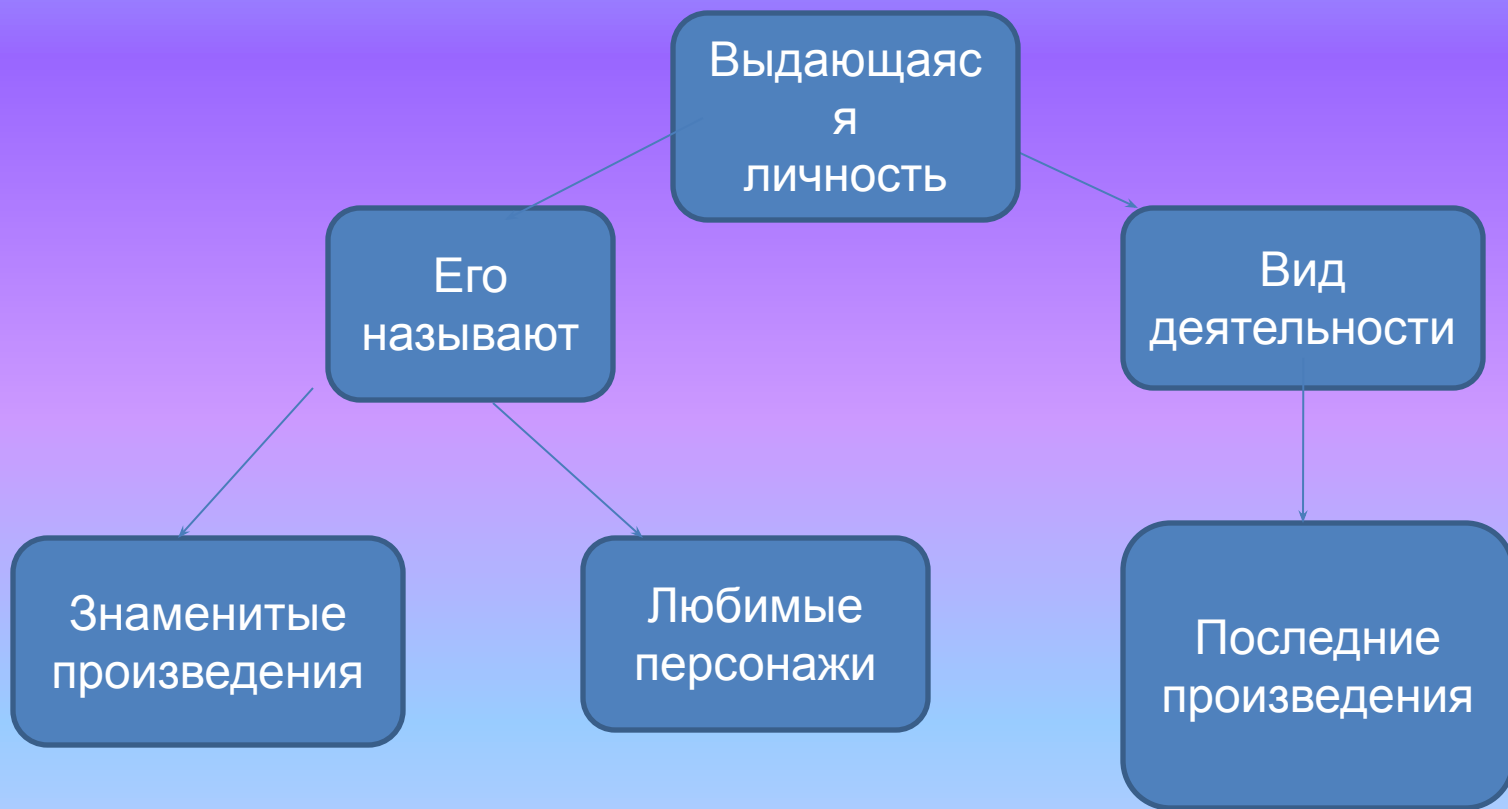 Выдающаяс
я
личность
Его
называют
Вид
деятельности
Знаменитые
произведения
Любимые
персонажи
Последние
произведения